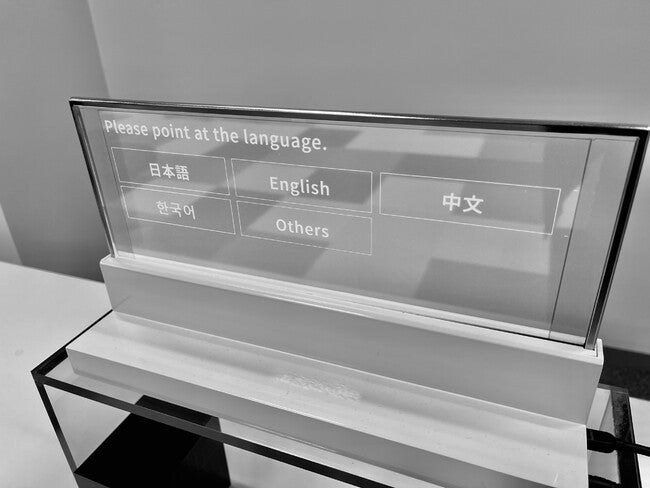 Please point at the language.
日本語
English
中文
한국어
Others